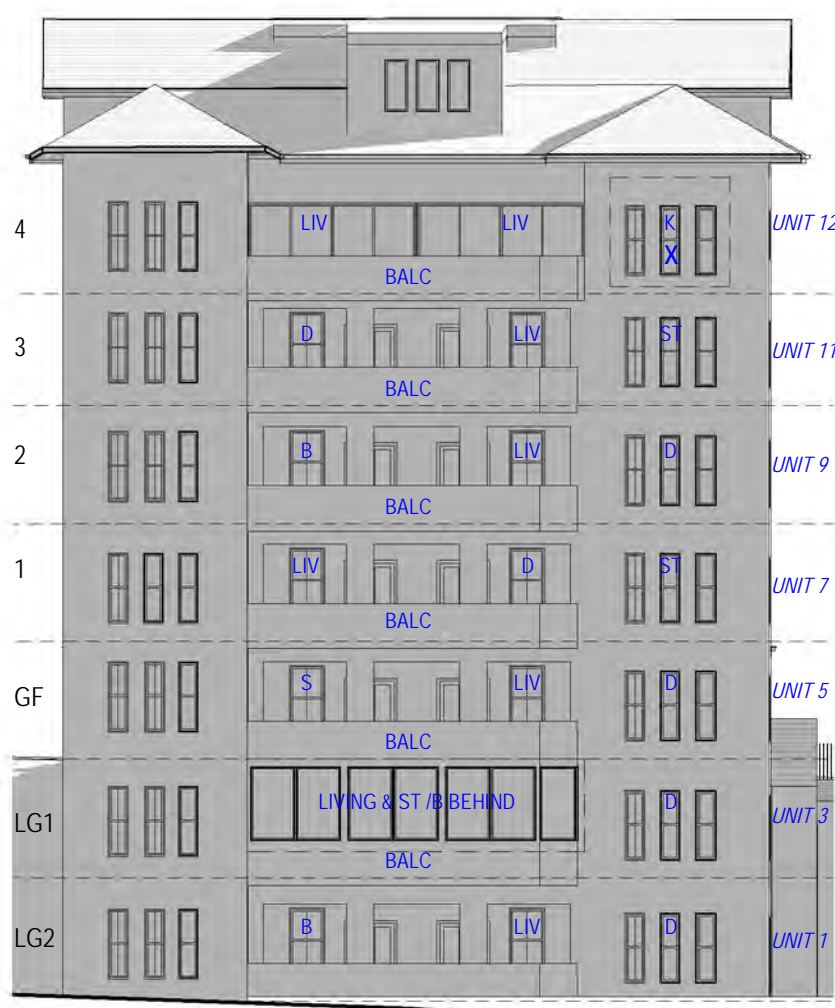 4 LIV LIV K UNIT 12
X
BALC
3 D LIV ST UNIT 11
BALC
2 B LIV D UNIT 9
BALC
1 LIV D ST UNIT 7
BALC
GF S LIV D UNIT 5
BALC
LG1 LIVING & ST /B BEHIND D UNIT 3
BALC
LG2 B LIV D UNIT 1